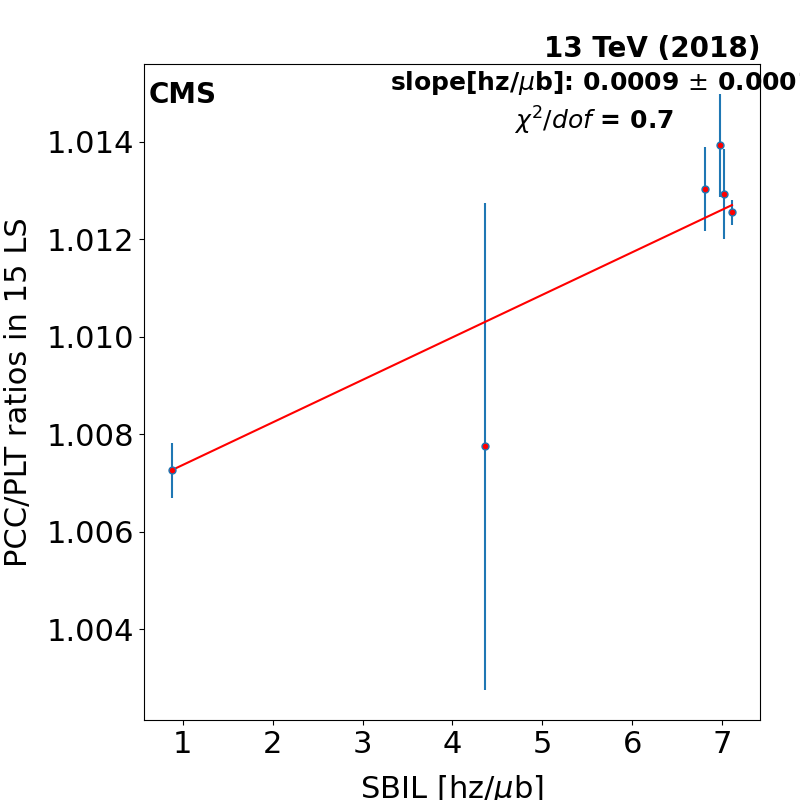 13 TeV (2018)
CMS
slope[hz/μb]: 0.0009 ± 0.000
χ²/dof = 0.7
PCC/PLT ratios in 15 LS
1.014
1.012
1.010
1.008
1.006
1.004
1 2 3 4 5 6 7
SBIL [hz/μb]